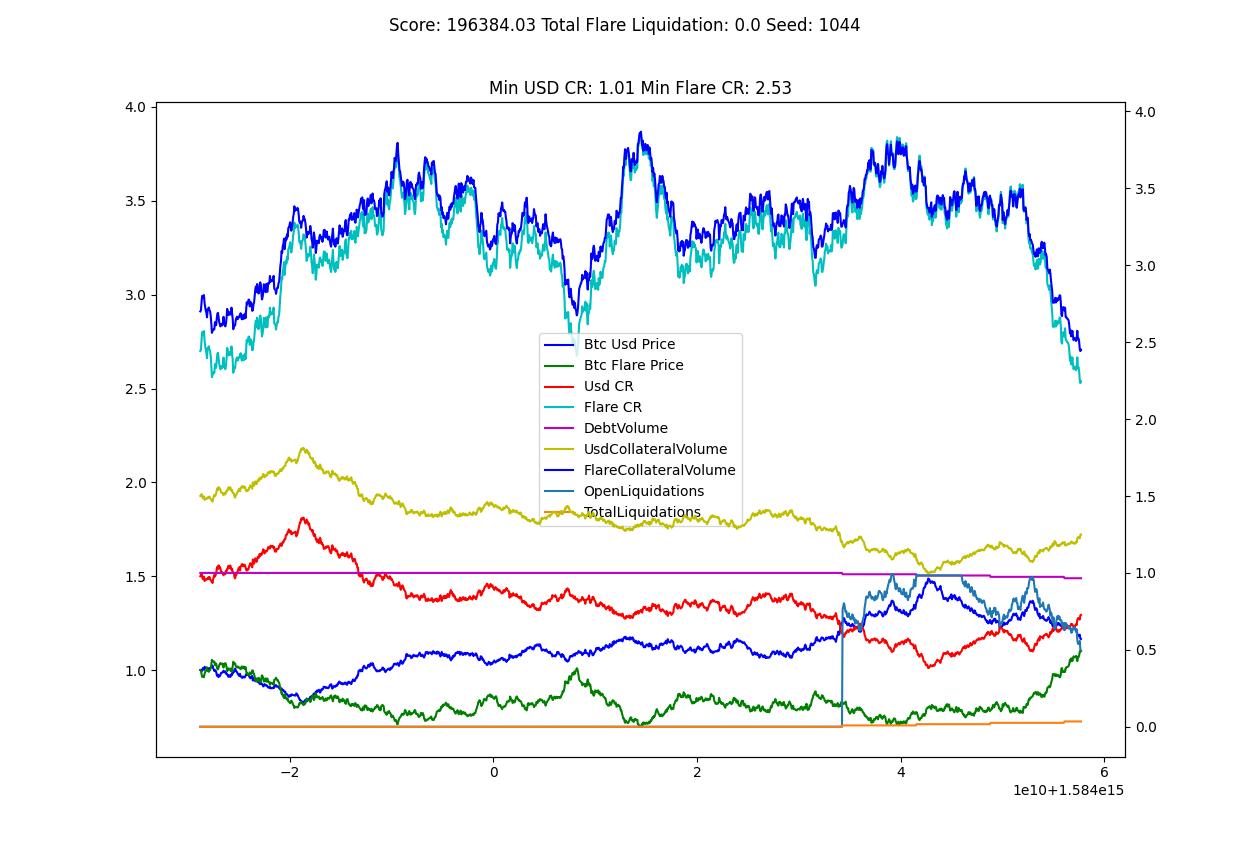 Score: 196384.03 Total Flare Liquidation: 0.0 Seed: 1044
Min USD CR: 1.01 Min Flare CR: 2.53
4.0
3.5
3.0
2.5
2.0
1.5
1.0
4.0
3.5
3.0
2.5
2.0
1.5
1.0
0.5
0.0
Btc Usd Price
Btc Flare Price
Usd CR
Flare CR
DebtVolume
UsdCollateralVolume
FlareCollateralVolume
OpenLiquidations
TotalLiquidations
−2 0 2 4 6
1e10+1.584e15